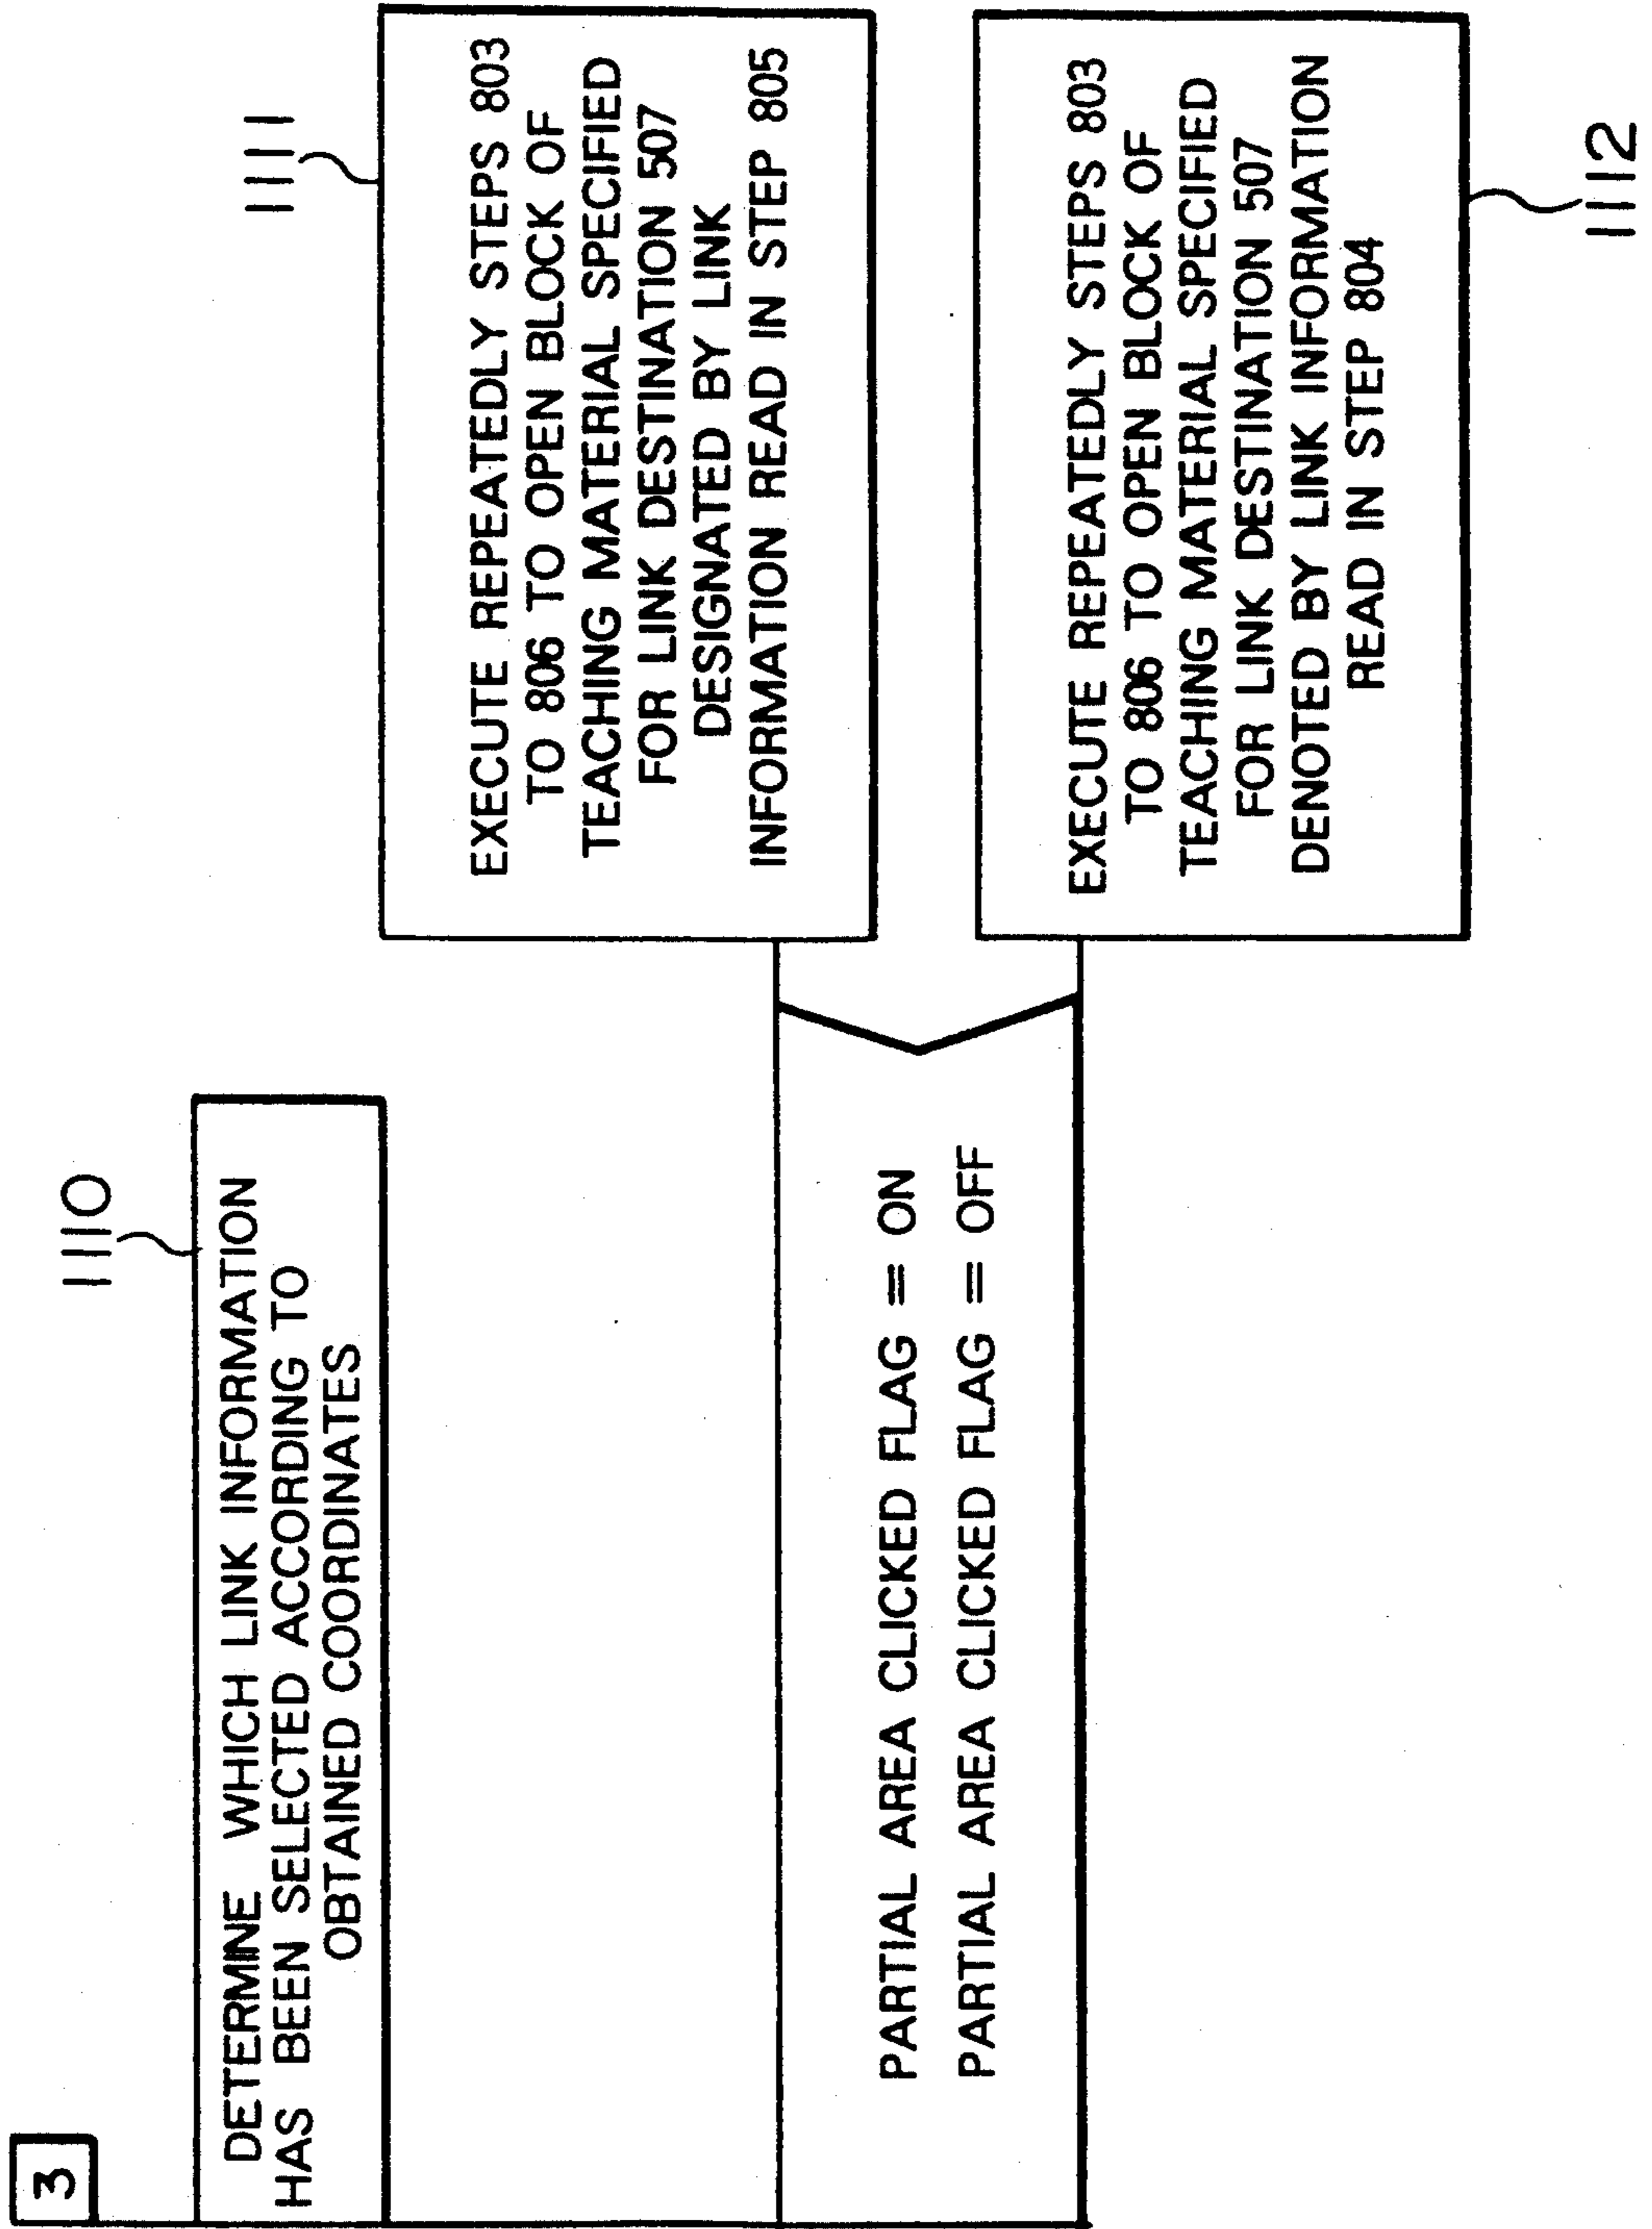 3
1110
DETERMINE WHICH LINK INFORMATION
HAS BEEN SELECTED ACCORDING TO
OBTAINED COORDINATES
PARTIAL AREA CLICKED FLAG = ON
PARTIAL AREA CLICKED FLAG = OFF
1111
EXECUTE REPEATEDLY STEPS 803
TO 806 TO OPEN BLOCK OF
TEACHING MATERIAL SPECIFIED
FOR LINK DESTINATION 507
DESIGNATED BY LINK
INFORMATION READ IN STEP 805
EXECUTE REPEATEDLY STEPS 803
TO 806 TO OPEN BLOCK OF
TEACHING MATERIAL SPECIFIED
FOR LINK DESTINATION 507
DENOTED BY LINK INFORMATION
READ IN STEP 804
1112